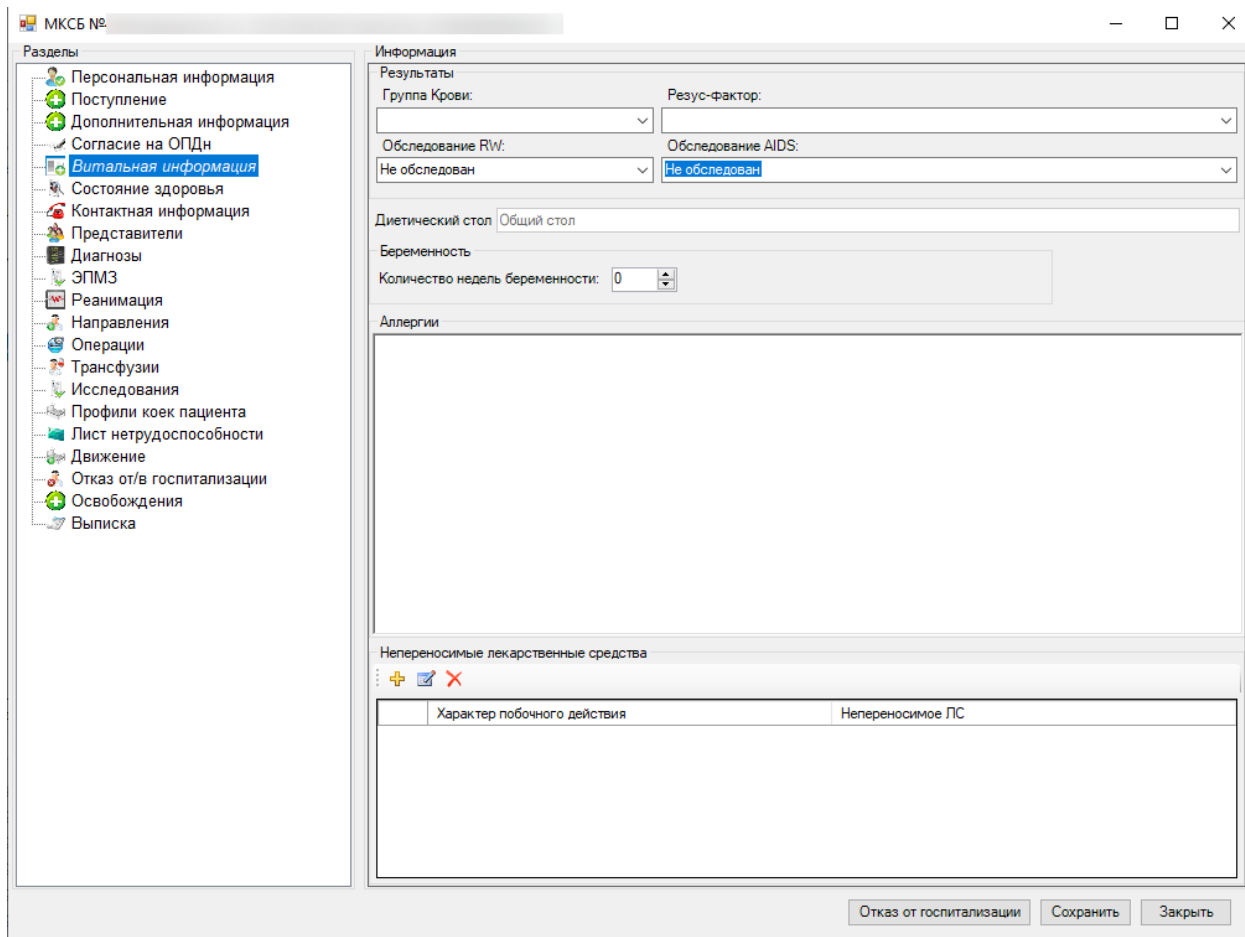 МКСБ №
Разделы
Персональная информация
Поступление
Дополнительная информация
Согласие на ОПДн
Витальная информация
Состояние здоровья
Контактная информация
Представители
Диагнозы
ЭПМЗ
Реанимация
Направления
Операции
Трансфузии
Исследования
Профили коек пациента
Лист нетрудоспособности
Движение
Отказ от/в госпитализации
Освобождения
Выписка
Информация
Результаты
Группа Крови: Резус-фактор:
Обследование RW: Обследование AIDS:
Не обследован Не обследован
Диетический стол Общий стол
Беременность
Количество недель беременности: 0
Аллергии
Непереносимые лекарственные средства
Характер побочного действия Непереносимое ЛС
Отказ от госпитализации Сохранить Закрыть